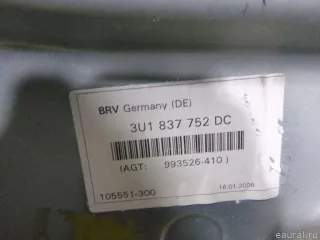 BRV Germany (DE)
3U1 837 752 DC
(AGT: 993526-410)
105551-300
16.01.2006
eaural.ru